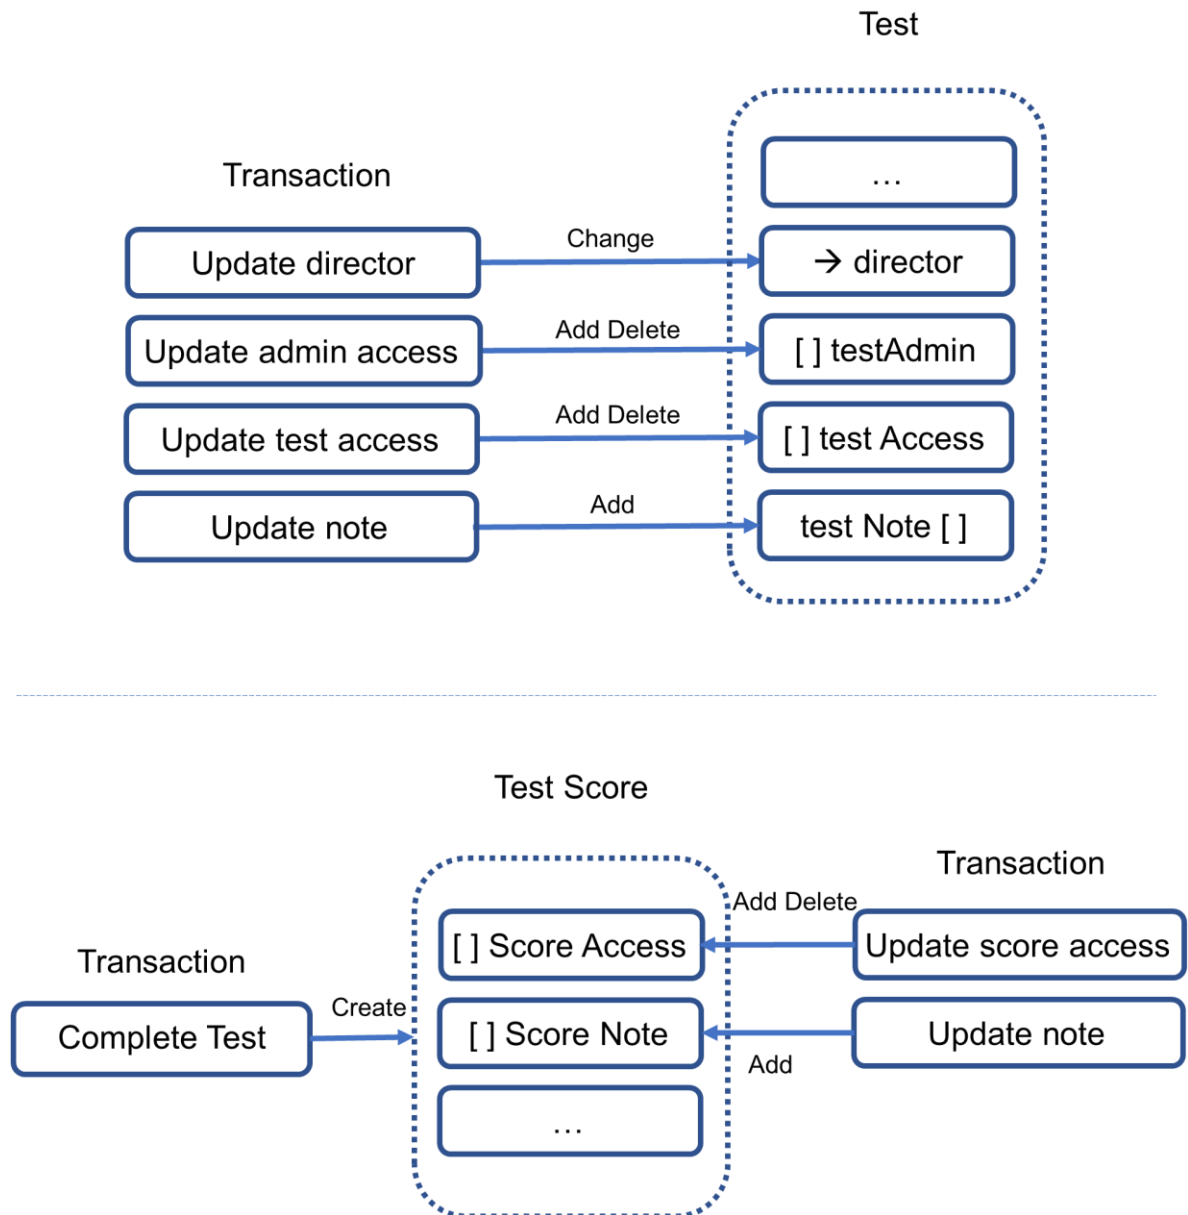 Test
Transaction
...
Update director
Change
→ director
Update admin access
Add Delete
[ ] testAdmin
Update test access
Add Delete
[ ] test Access
Update note
Add
test Note [ ]
Test Score
Transaction
Add Delete
[ ] Score Access
Update score access
Transaction
Complete Test
Create
[ ] Score Note
Update note
Add
...